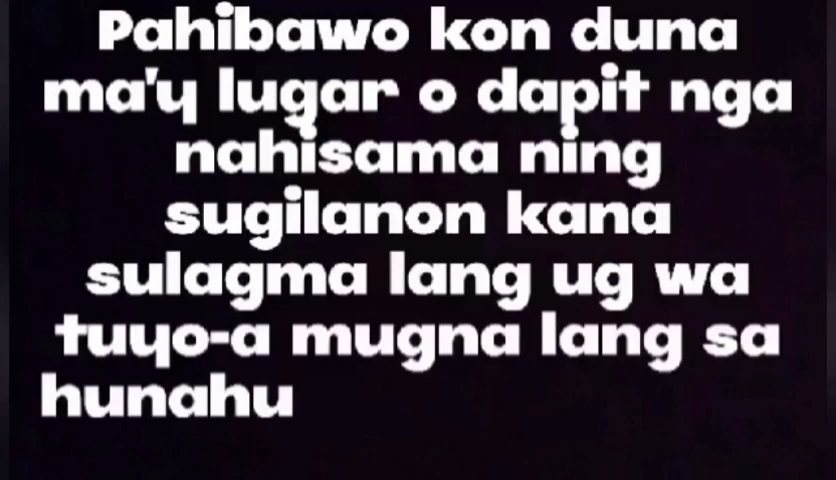 Pahibawo kon duna
ma'y lugar o dapit nga
nahisama ning
sugilanon kana
sulagma lang ug wa
tuyo-a mugna lang sa
hunahu